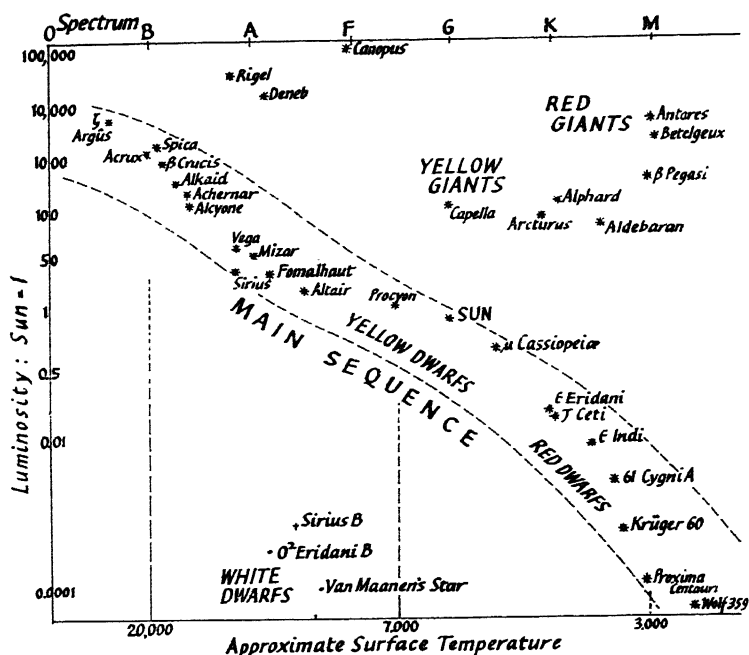 Spectrum
O B A F G K M
100,000
*Canopus
*Rigel
*Deneb
10,000
RED
GIANTS
*Antares
*Betelgeux
ζ *
Argûs
Acrux*
*Spica
*β Crucis
1000
YELLOW
GIANTS
*β Pegasi
*Alkaid
*Achernar
*Alcyone
*Alphard
*
Capella
*
Arcturus
*
Aldebaran
100
Vega
*
*Mizar
50
*
Sirius
*Fomalhaut
*Altair
Procyon
*
1
*SUN
MAIN SEQUENCE
YELLOW DWARFS
*μ Cassiopeiæ
0.5
*ε Eridani
*τ Ceti
0.01
*ε Indi
RED DWARFS
*61 Cygni A
*Krüger 60
+Sirius B
·O² Eridani B
WHITE
DWARFS
·Van Maanen's Star
*Proxima
Centauri
*Wolf 359
0.0001
Luminosity: Sun=1
20,000 7,000 3,000
Approximate Surface Temperature